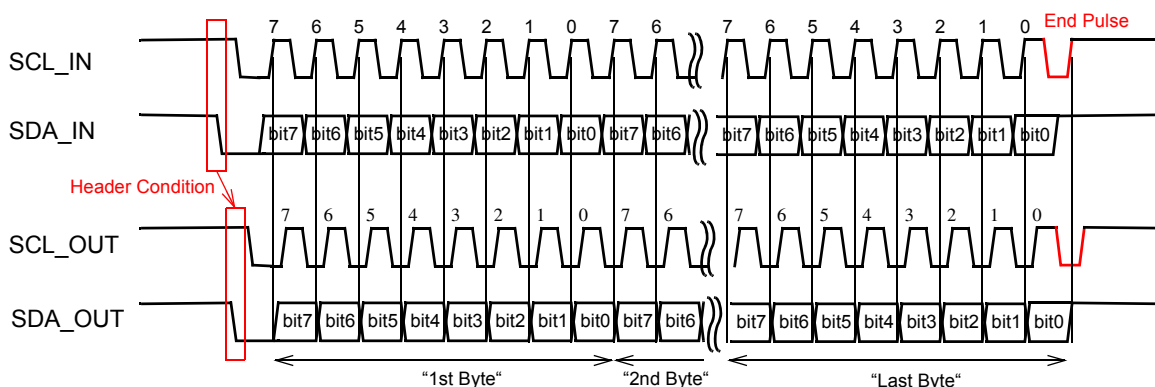 7 6 5 4 3 2 1 0 7 6 7 6 5 4 3 2 1 0 End Pulse
SCL_IN
SDA_IN bit7 bit6 bit5 bit4 bit3 bit2 bit1 bit0 bit7 bit6 bit7 bit6 bit5 bit4 bit3 bit2 bit1 bit0
Header Condition
7 6 5 4 3 2 1 0 7 6 7 6 5 4 3 2 1 0
SCL_OUT
SDA_OUT bit7 bit6 bit5 bit4 bit3 bit2 bit1 bit0 bit7 bit6 bit7 bit6 bit5 bit4 bit3 bit2 bit1 bit0
“1st Byte“ “2nd Byte“ “Last Byte“